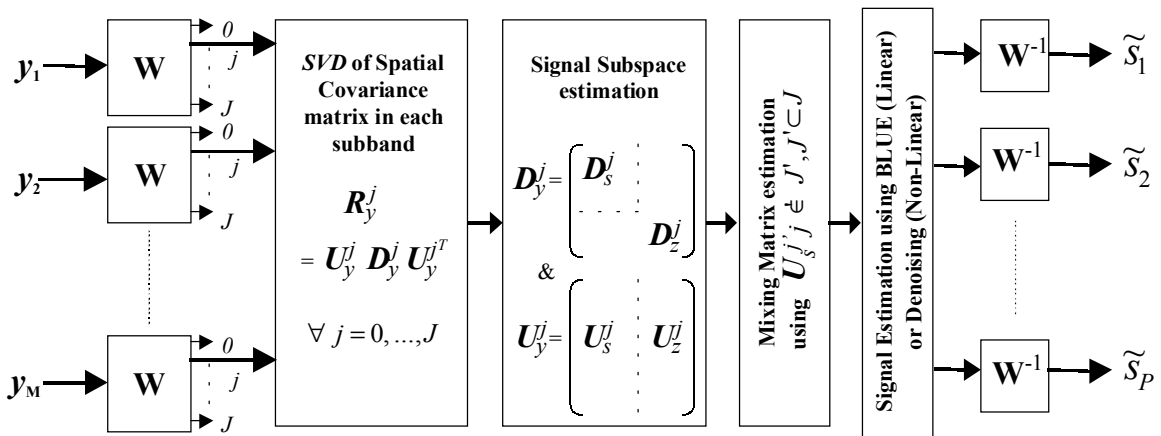 y₁
W
0
j
J
y₂
W
0
j
J
y_M
W
0
j
J
SVD of Spatial
Covariance
matrix in each
subband
R_y^j
= U_y^j D_y^j U_y^{j^T}
∀ j = 0, ..., J
Signal Subspace
estimation
D_y^j = ( D_s^j
D_z^j )
&
U_y^j = ( U_s^j U_z^j )
Mixing Matrix estimation
using U_s^{j'} j' ∈ J', J' ⊂ J
Signal Estimation using BLUE (Linear)
or Denoising (Non-Linear)
W⁻¹
s̃₁
W⁻¹
s̃₂
W⁻¹
s̃_P